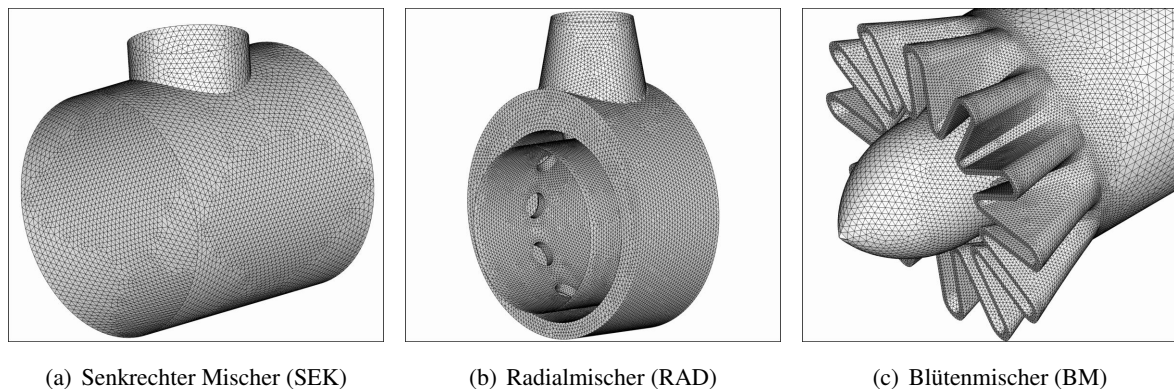 (a) Senkrechter Mischer (SEK)
(b) Radialmischer (RAD)
(c) Blütenmischer (BM)